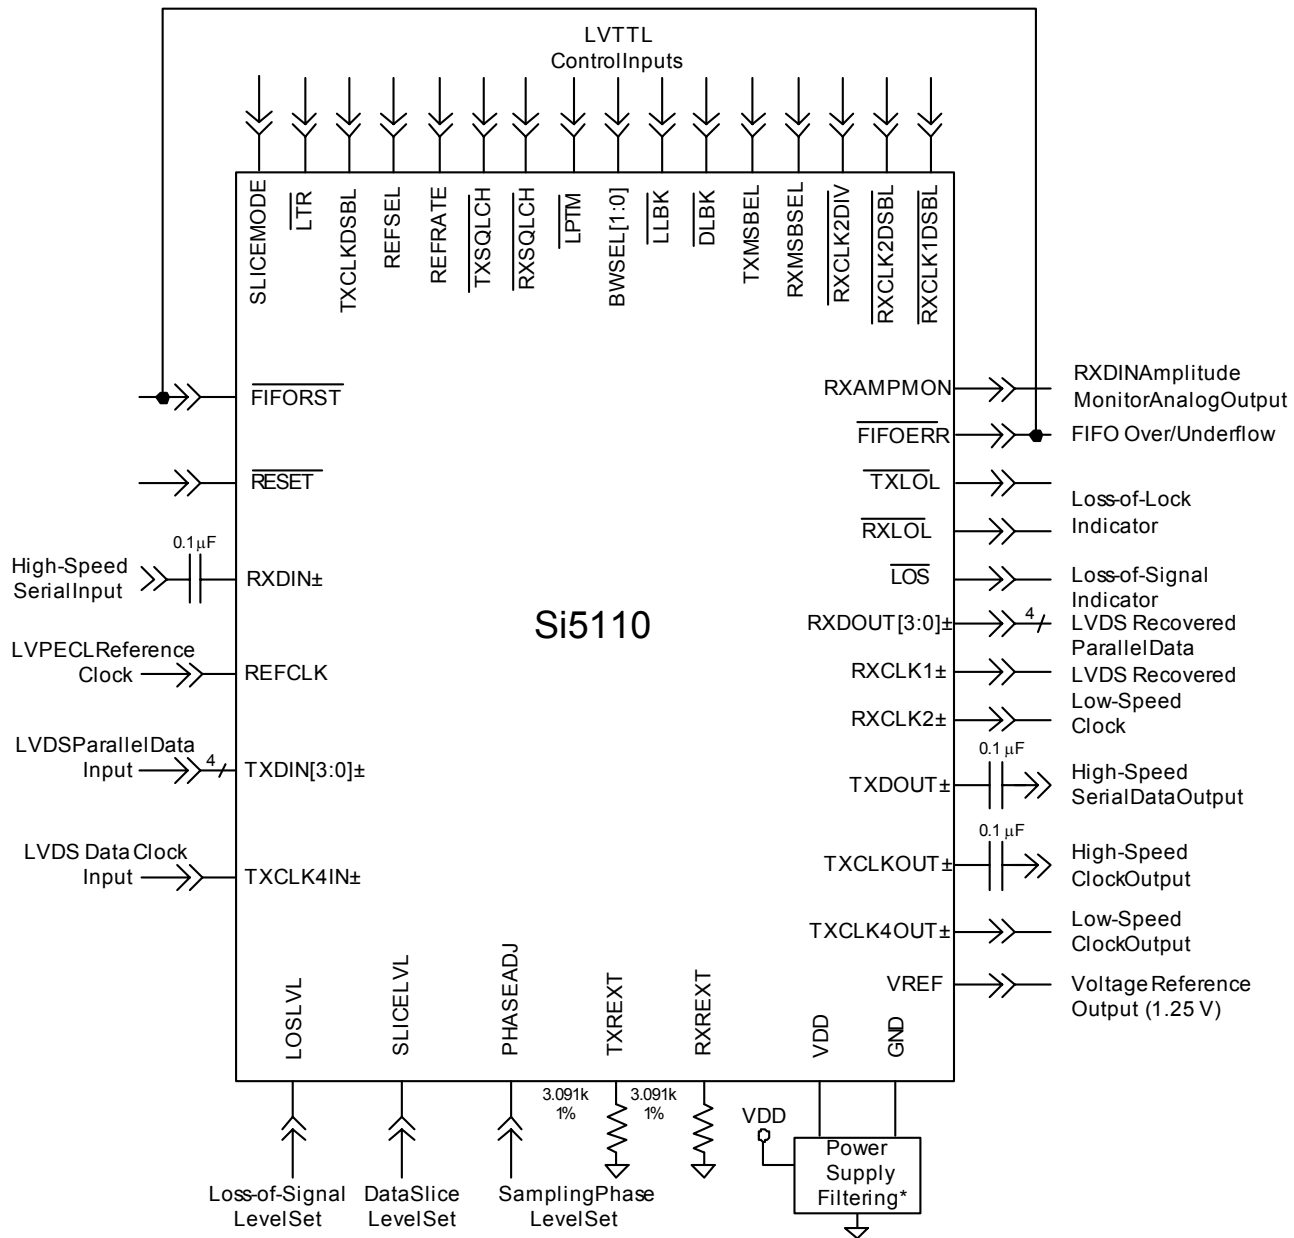 LVTTL
ControlInputs
SLICEMODE
LTR
TXCLKDSBL
REFSEL
REFRATE
TXSQLCH
RXSQLCH
LPTM
BWSEL[1:0]
LLBK
DLBK
TXMSBEL
RXMSBSEL
RXCLK2DIV
RXCLK2DSBL
RXCLK1DSBL
FIFORST
RESET
0.1 µF
High-Speed
SerialInput
RXDIN±
LVPECLReference
Clock
REFCLK
LVDSParallelData
Input
4
TXDIN[3:0]±
LVDS DataClock
Input
TXCLK4IN±
Si5110
RXAMPMON
RXDINAmplitude
MonitorAnalogOutput
FIFOERR
FIFO Over/Underflow
TXLOL
Loss-of-Lock
Indicator
RXLOL
LOS
Loss-of-Signal
Indicator
RXDOUT[3:0]±
4
LVDS Recovered
ParallelData
RXCLK1±
LVDS Recovered
Low-Speed
Clock
RXCLK2±
0.1 µF
TXDOUT±
High-Speed
SerialDataOutput
0.1 µF
TXCLKOUT±
High-Speed
ClockOutput
TXCLK4OUT±
Low-Speed
ClockOutput
VREF
Voltage Reference
Output (1.25 V)
LOSLVL
SLICELVL
PHASEADJ
TXREXT
RXREXT
VDD
GND
3.091k
1%
3.091k
1%
VDD
Power
Supply
Filtering*
Loss-of-Signal
LevelSet
DataSlice
LevelSet
SamplingPhase
LevelSet